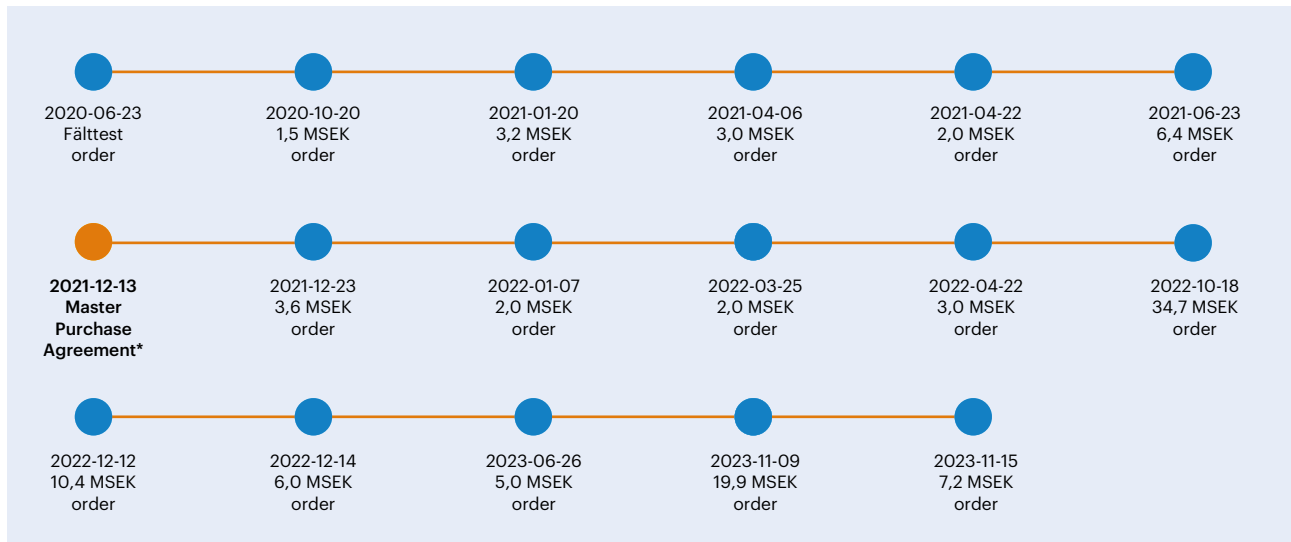 2020-06-23
Fälttest
order
2020-10-20
1,5 MSEK
order
2021-01-20
3,2 MSEK
order
2021-04-06
3,0 MSEK
order
2021-04-22
2,0 MSEK
order
2021-06-23
6,4 MSEK
order
2021-12-13
Master
Purchase
Agreement*
2021-12-23
3,6 MSEK
order
2022-01-07
2,0 MSEK
order
2022-03-25
2,0 MSEK
order
2022-04-22
3,0 MSEK
order
2022-10-18
34,7 MSEK
order
2022-12-12
10,4 MSEK
order
2022-12-14
6,0 MSEK
order
2023-06-26
5,0 MSEK
order
2023-11-09
19,9 MSEK
order
2023-11-15
7,2 MSEK
order